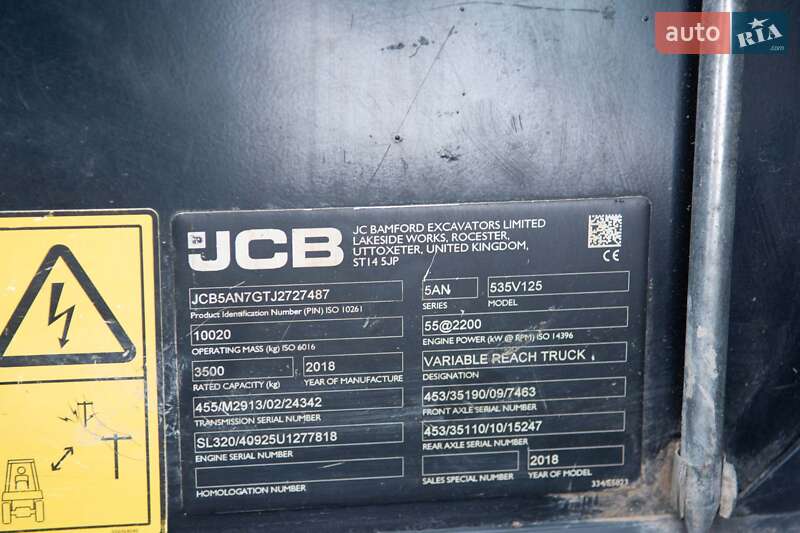 auto RIA .com
JCB
JC BAMFORD EXCAVATORS LIMITED
LAKESIDE WORKS, ROCESTER,
UTTOXETER, UNITED KINGDOM,
ST14 5JP
CE
JCB5AN7GTJ2727487
Product Identification Number (PIN) ISO 10261
5AN
SERIES
535V125
MODEL
10020
OPERATING MASS (kg) ISO 6016
55@2200
ENGINE POWER (kW @ RPM) ISO 14396
3500
RATED CAPACITY (kg)
2018
YEAR OF MANUFACTURE
VARIABLE REACH TRUCK
DESIGNATION
455/M2913/02/24342
TRANSMISSION SERIAL NUMBER
453/35190/09/7463
FRONT AXLE SERIAL NUMBER
SL320/40925U1277818
ENGINE SERIAL NUMBER
453/35110/10/15247
REAR AXLE SERIAL NUMBER
HOMOLOGATION NUMBER
SALES SPECIAL NUMBER
2018
YEAR OF MODEL
334/E5823